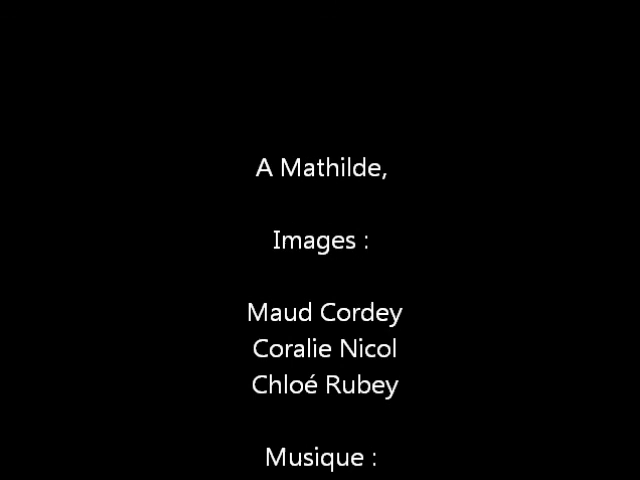 A Mathilde,
Images :
Maud Cordey
Coralie Nicol
Chloé Rubey
Musique :